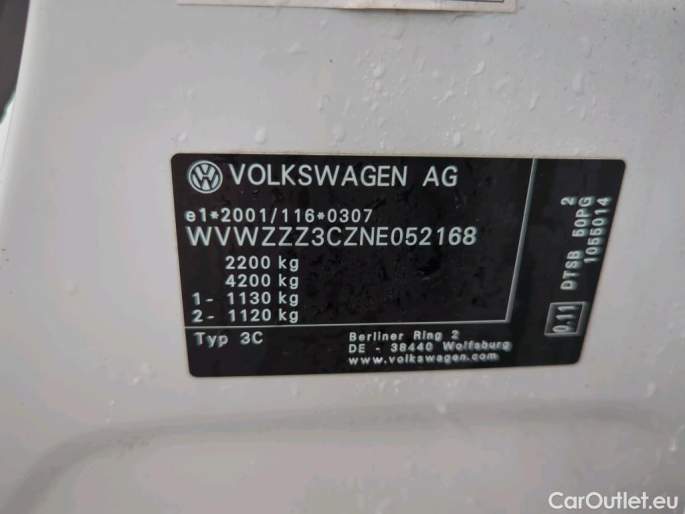 VOLKSWAGEN AG
e1*2001/116*0307
WVWZZZ3CZNE052168
2200 kg
4200 kg
1- 1130 kg
2- 1120 kg
Typ 3C
Berliner Ring 2
DE - 38440 Wolfsburg
www.volkswagen.com
0.11
DTSB 50PG 2
1055014
CarOutlet.eu